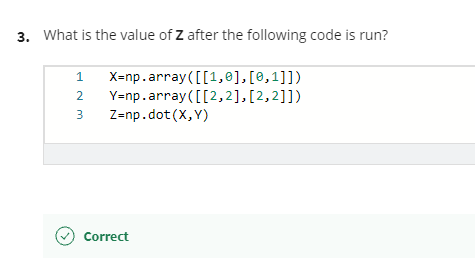 3. What is the value of Z after the following code is run?
1 X=np.array([[1,0],[0,1]])
2 Y=np.array([[2,2],[2,2]])
3 Z=np.dot(X,Y)
Correct